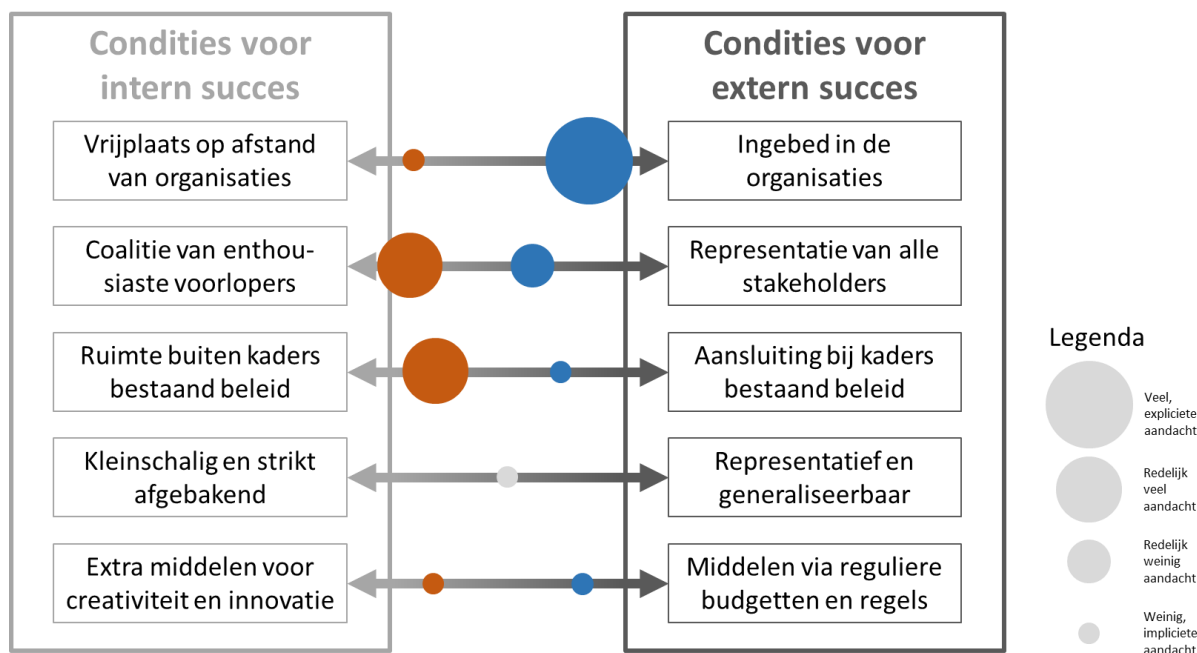 Condities voor
intern succes
Condities voor
extern succes
Vrijplaats op afstand
van organisaties
Ingebed in de
organisaties
Coalitie van enthou-
siaste voorlopers
Representatie van alle
stakeholders
Ruimte buiten kaders
bestaand beleid
Aansluiting bij kaders
bestaand beleid
Kleinschalig en strikt
afgebakend
Representatief en
generaliseerbaar
Extra middelen voor
creativiteit en innovatie
Middelen via reguliere
budgetten en regels
Legenda
Veel,
expliciete
aandacht
Redelijk
veel
aandacht
Redelijk
weinig
aandacht
Weinig,
impliciete
aandacht